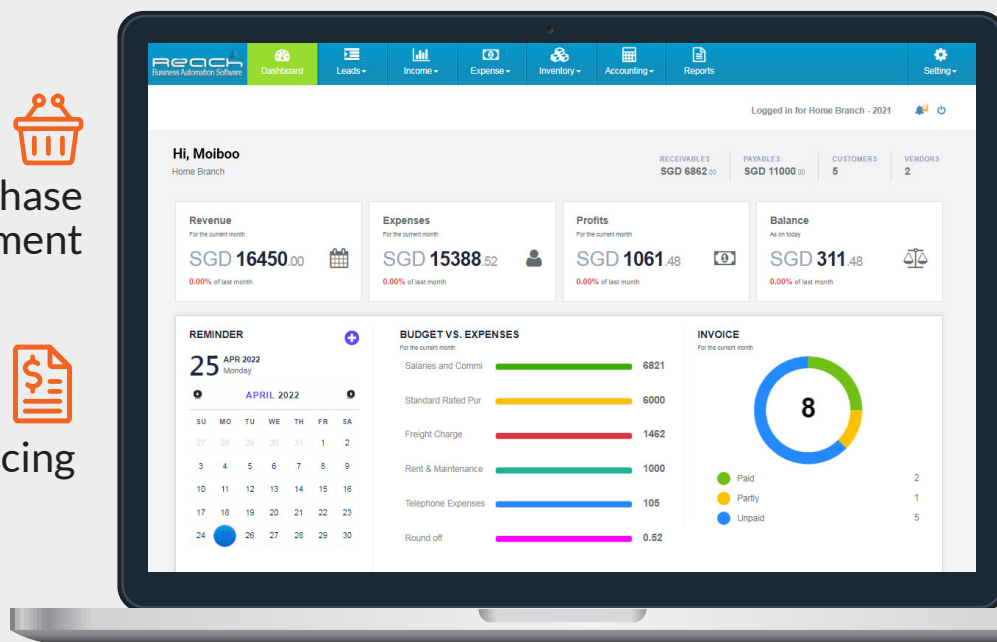 hase
ment
cing
Reach
Business Automation Software
Dashboard
Leads
Income
Expense
Inventory
Accounting
Reports
Setting
Logged in for Home Branch - 2021
Hi, Moiboo
Home Branch
RECEIVABLES
SGD 6862.00
PAYABLES
SGD 11000.00
CUSTOMERS
5
VENDORS
2
Revenue
For the current month
SGD 16450.00
0.00% of last month
Expenses
For the current month
SGD 15388.52
0.00% of last month
Profits
For the current month
SGD 1061.48
0.00% of last month
Balance
As on today
SGD 311.48
0.00% of last month
REMINDER
25 APR 2022
Monday
APRIL 2022
SU MO TU WE TH FR SA
27 28 29 30 31 1 2
3 4 5 6 7 8 9
10 11 12 13 14 15 16
17 18 19 20 21 22 23
24 26 27 28 29 30
BUDGET VS. EXPENSES
For the current month
Salaries and Commi 6821
Standard Rated Pur 6000
Freight Charge 1462
Rent & Maintenance 1000
Telephone Expenses 105
Round off 0.52
INVOICE
For the current month
8
Paid 2
Partly 1
Unpaid 5